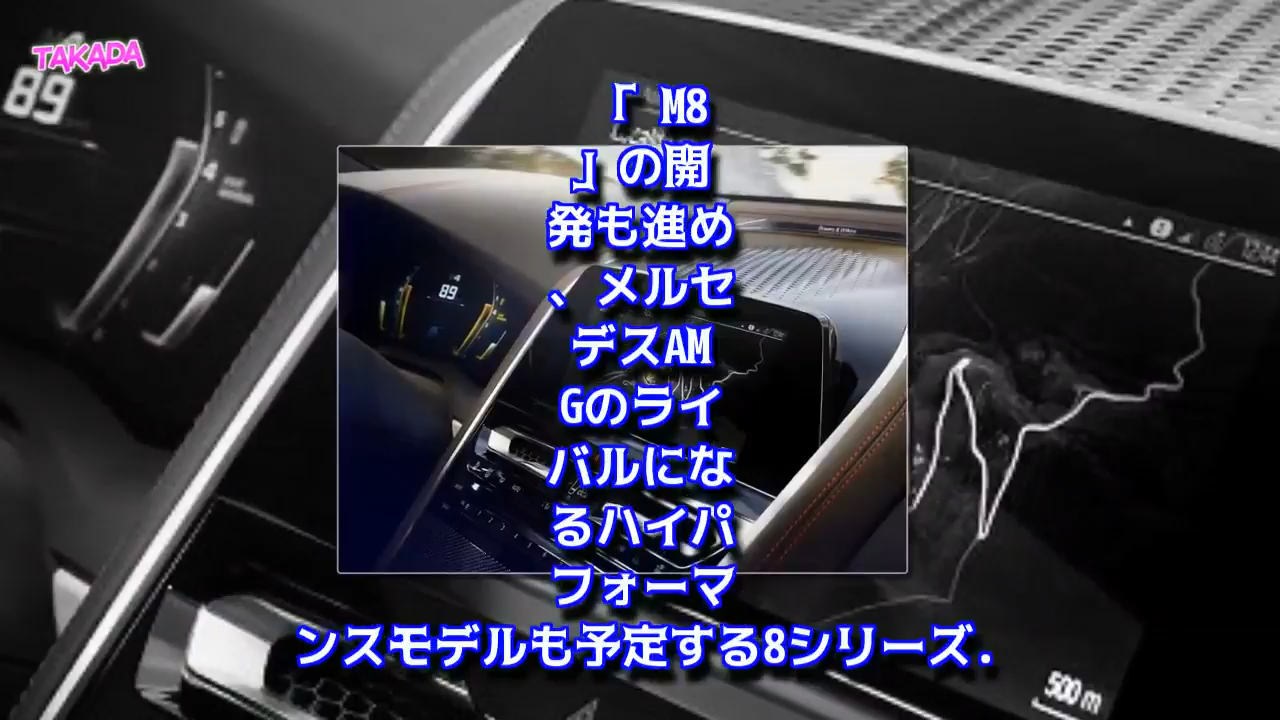 TAKADA
89
「 M8
」の開
発も進め
、メルセ
デスAM
Gのライ
バルにな
るハイパ
フォーマ
ンスモデルも予定する8シリーズ.
89
500 m